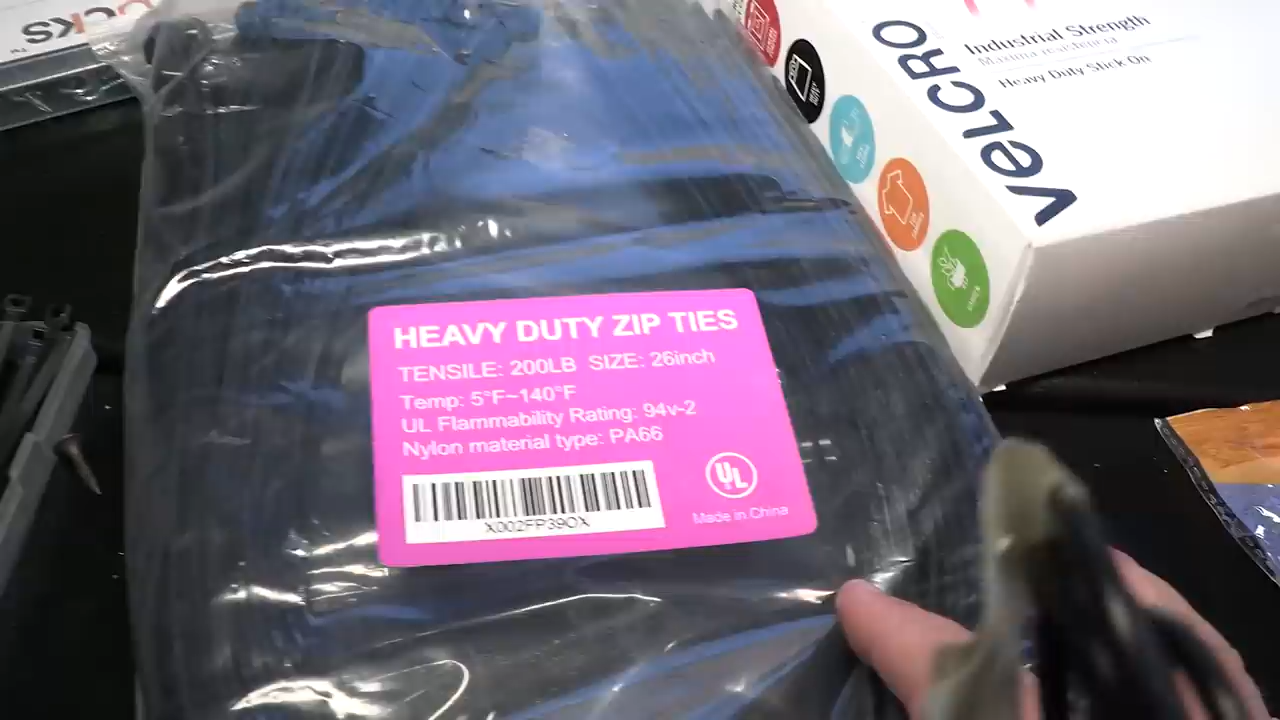 HEAVY DUTY ZIP TIES
TENSILE: 200LB SIZE: 26inch
Temp: 5°F~140°F
UL Flammability Rating: 94v-2
Nylon material type: PA66
X002FP39OX
UL
Made in China
VELCRO
Industrial Strength
Heavy Duty Stick On